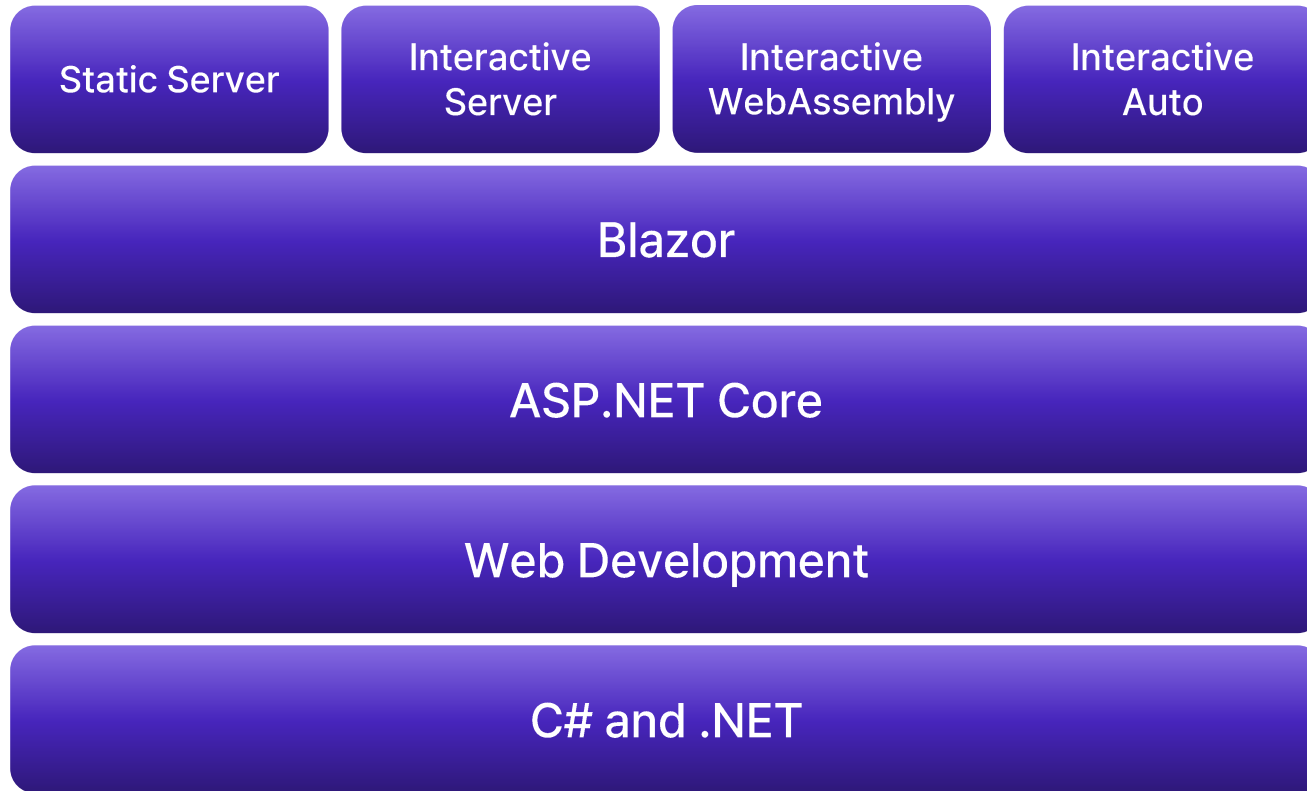 Static Server
Interactive
Server
Interactive
WebAssembly
Interactive
Auto
Blazor
ASP.NET Core
Web Development
C# and .NET